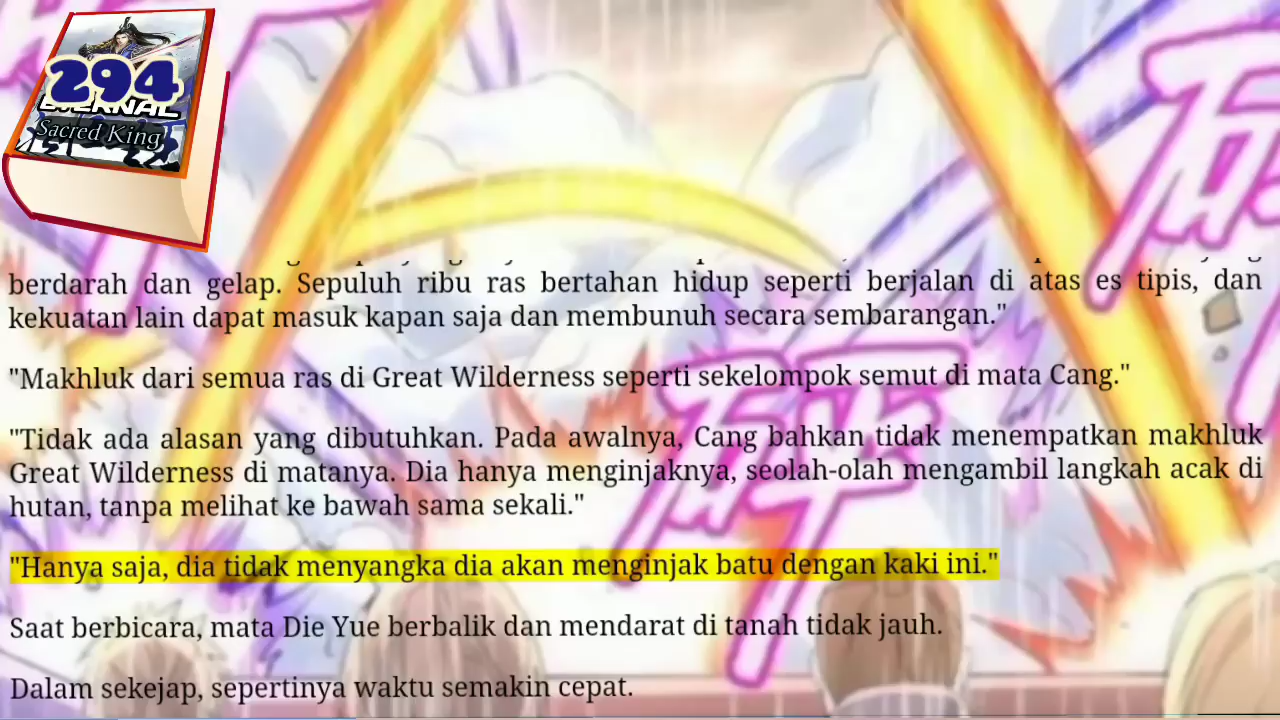 294
ETERNAL
Sacred King
berdarah dan gelap. Sepuluh ribu ras bertahan hidup seperti berjalan di atas es tipis, dan
kekuatan lain dapat masuk kapan saja dan membunuh secara sembarangan."
"Makhluk dari semua ras di Great Wilderness seperti sekelompok semut di mata Cang."
"Tidak ada alasan yang dibutuhkan. Pada awalnya, Cang bahkan tidak menempatkan makhluk
Great Wilderness di matanya. Dia hanya menginjaknya, seolah-olah mengambil langkah acak di
hutan, tanpa melihat ke bawah sama sekali."
"Hanya saja, dia tidak menyangka dia akan menginjak batu dengan kaki ini."
Saat berbicara, mata Die Yue berbalik dan mendarat di tanah tidak jauh.
Dalam sekejap, sepertinya waktu semakin cepat.